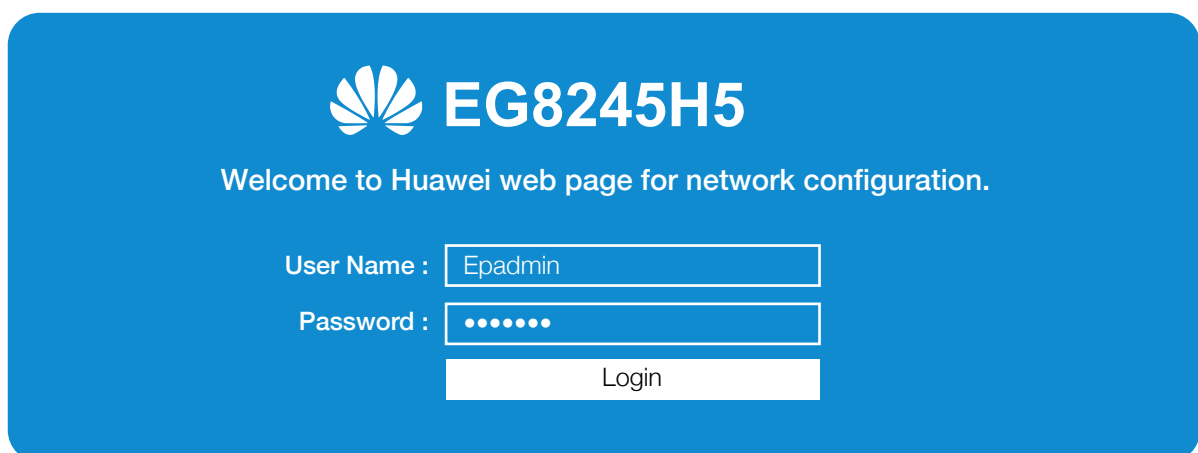 EG8245H5
Welcome to Huawei web page for network configuration.
User Name : Epadmin
Password : •••••••
Login